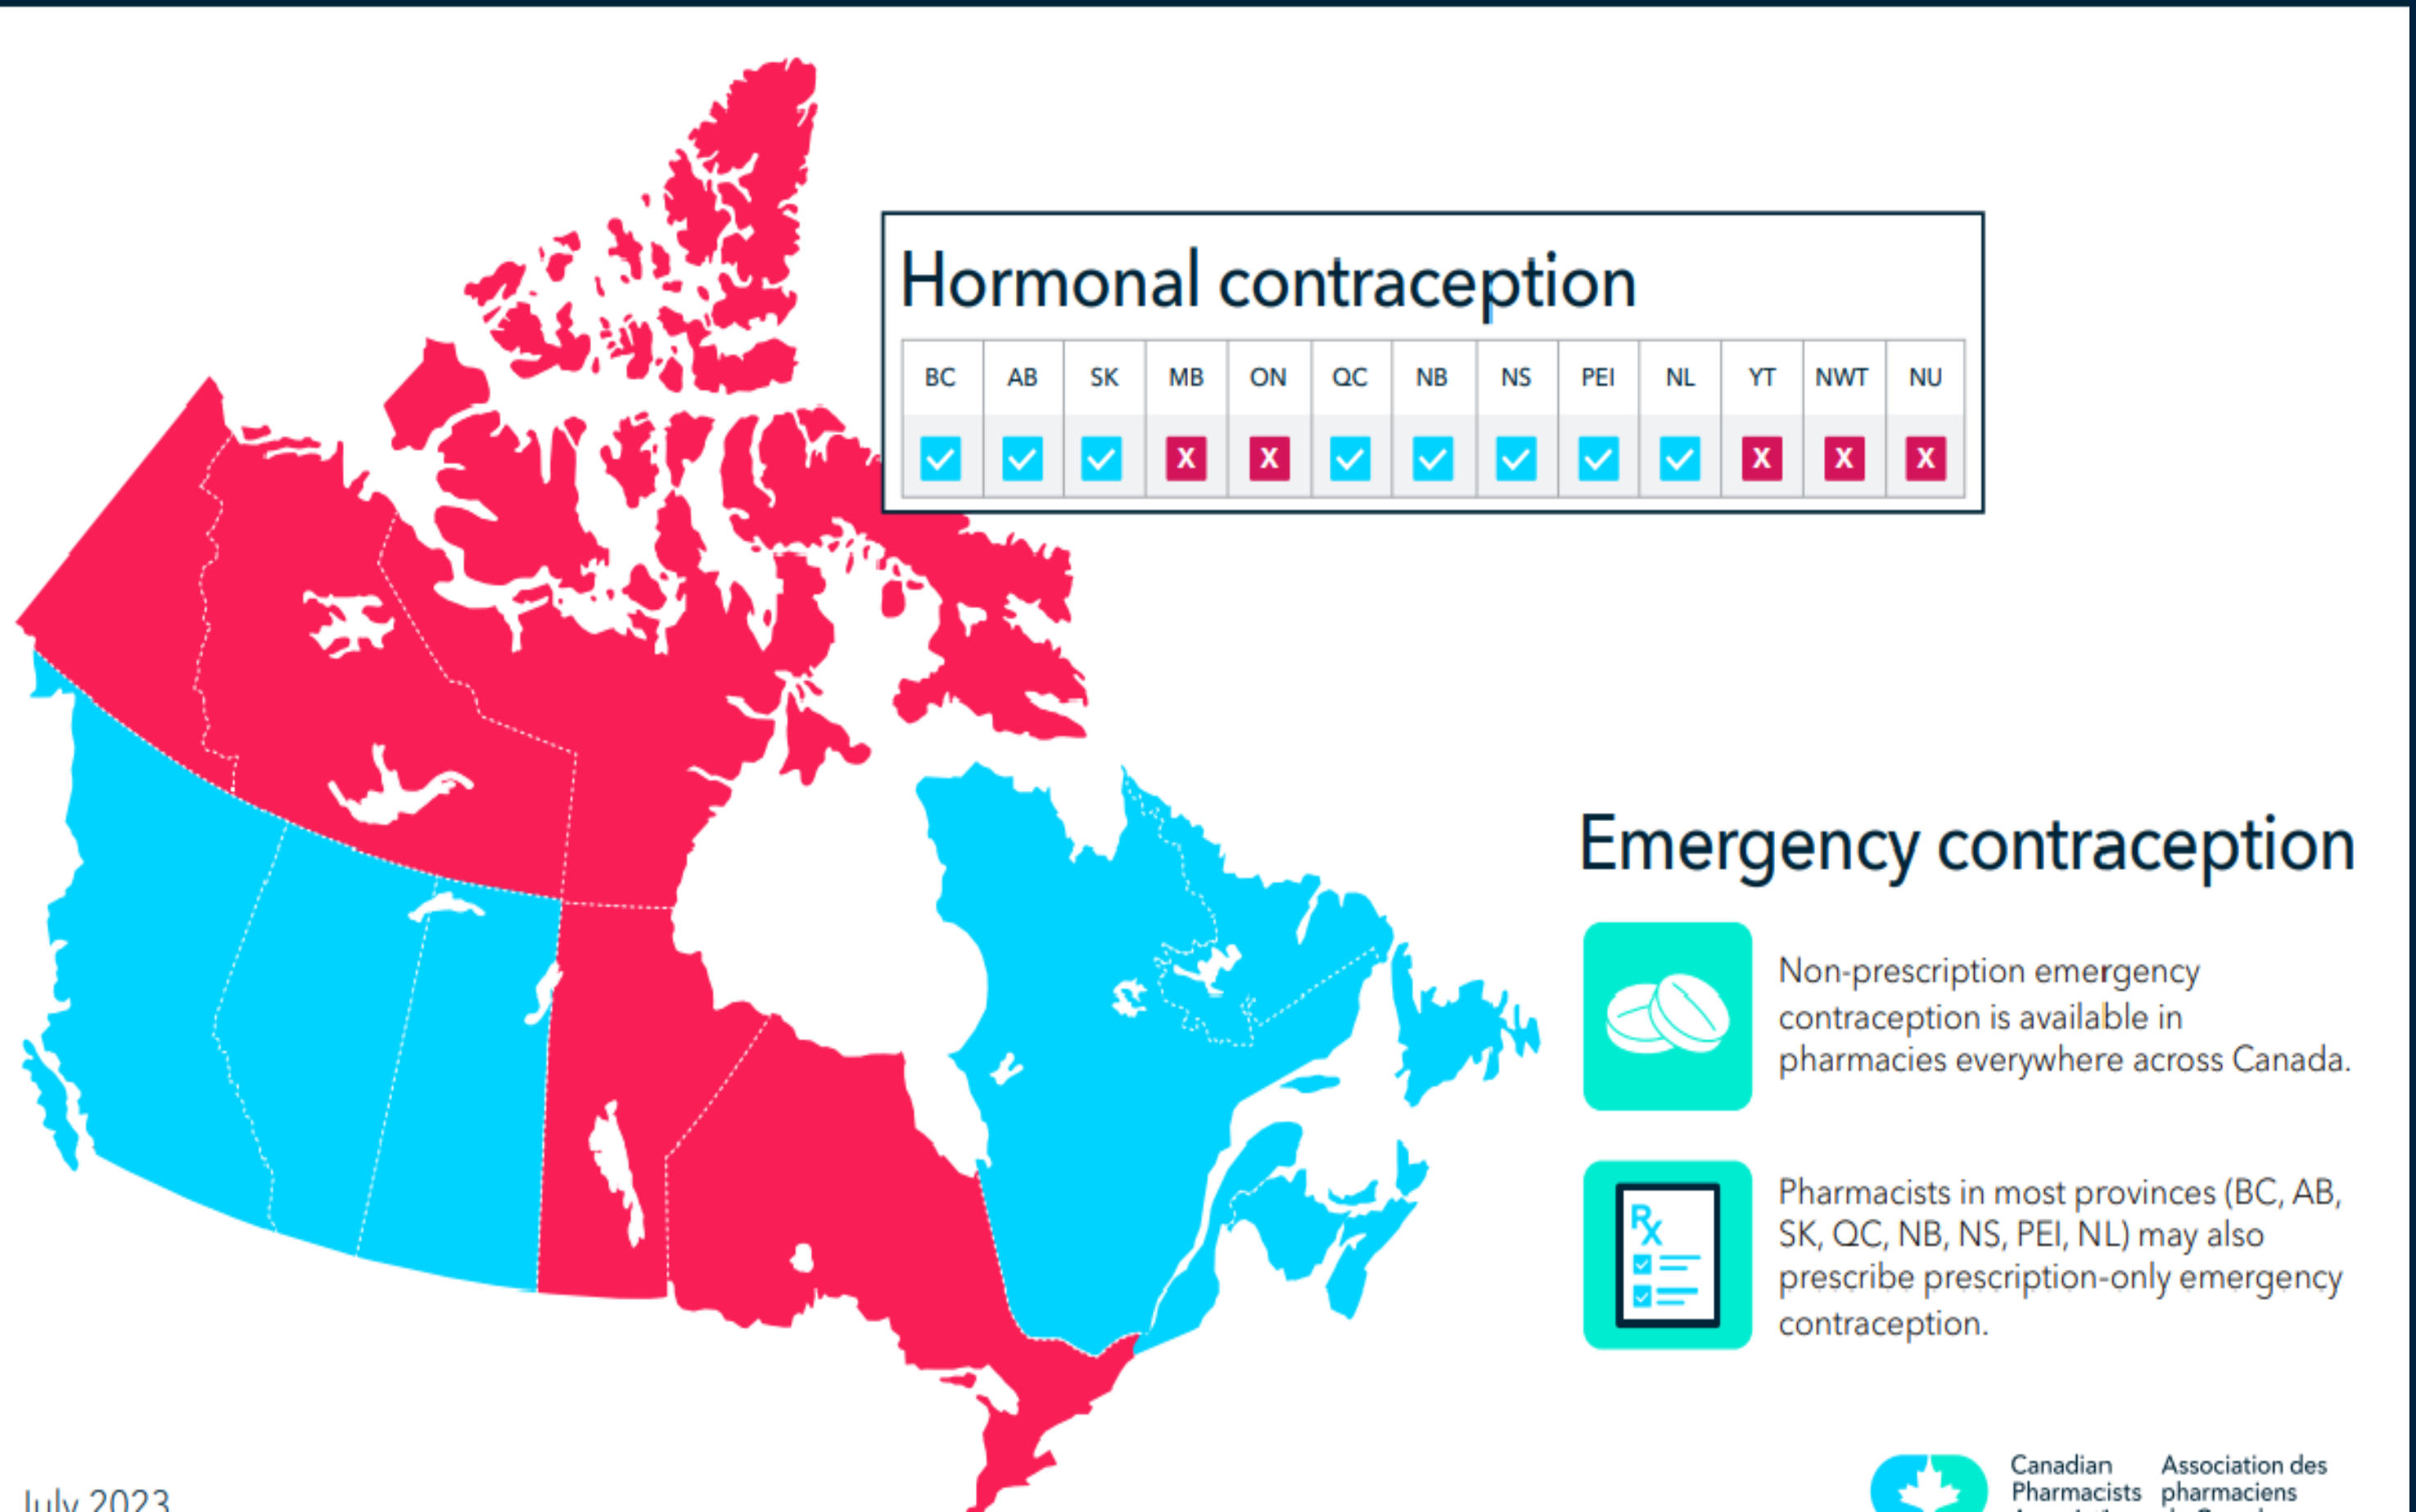 Hormonal contraception
BC AB SK MB ON QC NB NS PEI NL YT NWT NU
X X X X X
Emergency contraception
Non-prescription emergency
contraception is available in
pharmacies everywhere across Canada.
Rx
Pharmacists in most provinces (BC, AB,
SK, QC, NB, NS, PEI, NL) may also
prescribe prescription-only emergency
contraception.
July 2023
Canadian Association des
Pharmacists pharmaciens